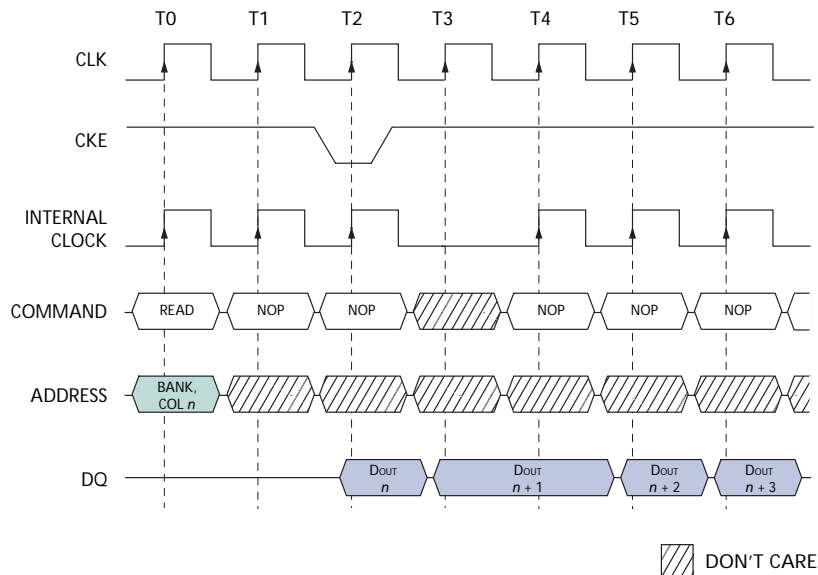 T0 T1 T2 T3 T4 T5 T6
CLK
CKE
INTERNAL
CLOCK
COMMAND READ NOP NOP NOP NOP NOP
ADDRESS BANK,
COL n
DQ DOUT DOUT DOUT DOUT
n n + 1 n + 2 n + 3
DON'T CARE